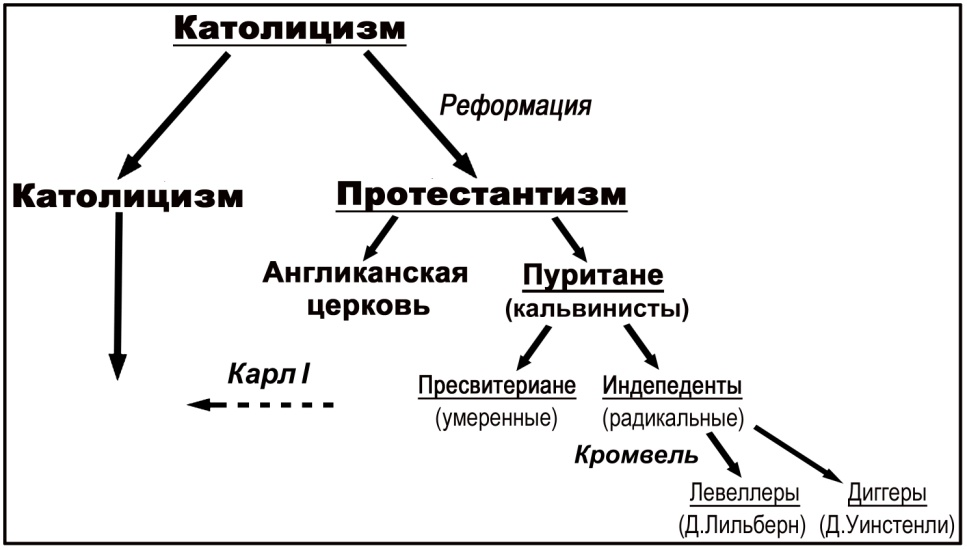 Католицизм
Реформация
Католицизм
Протестантизм
Англиканская
церковь
Пуритане
(кальвинисты)
Карл I
Пресвитериане
(умеренные)
Индепеденты
(радикальные)
Кромвель
Левеллеры
(Д.Лильберн)
Диггеры
(Д.Уинстенли)